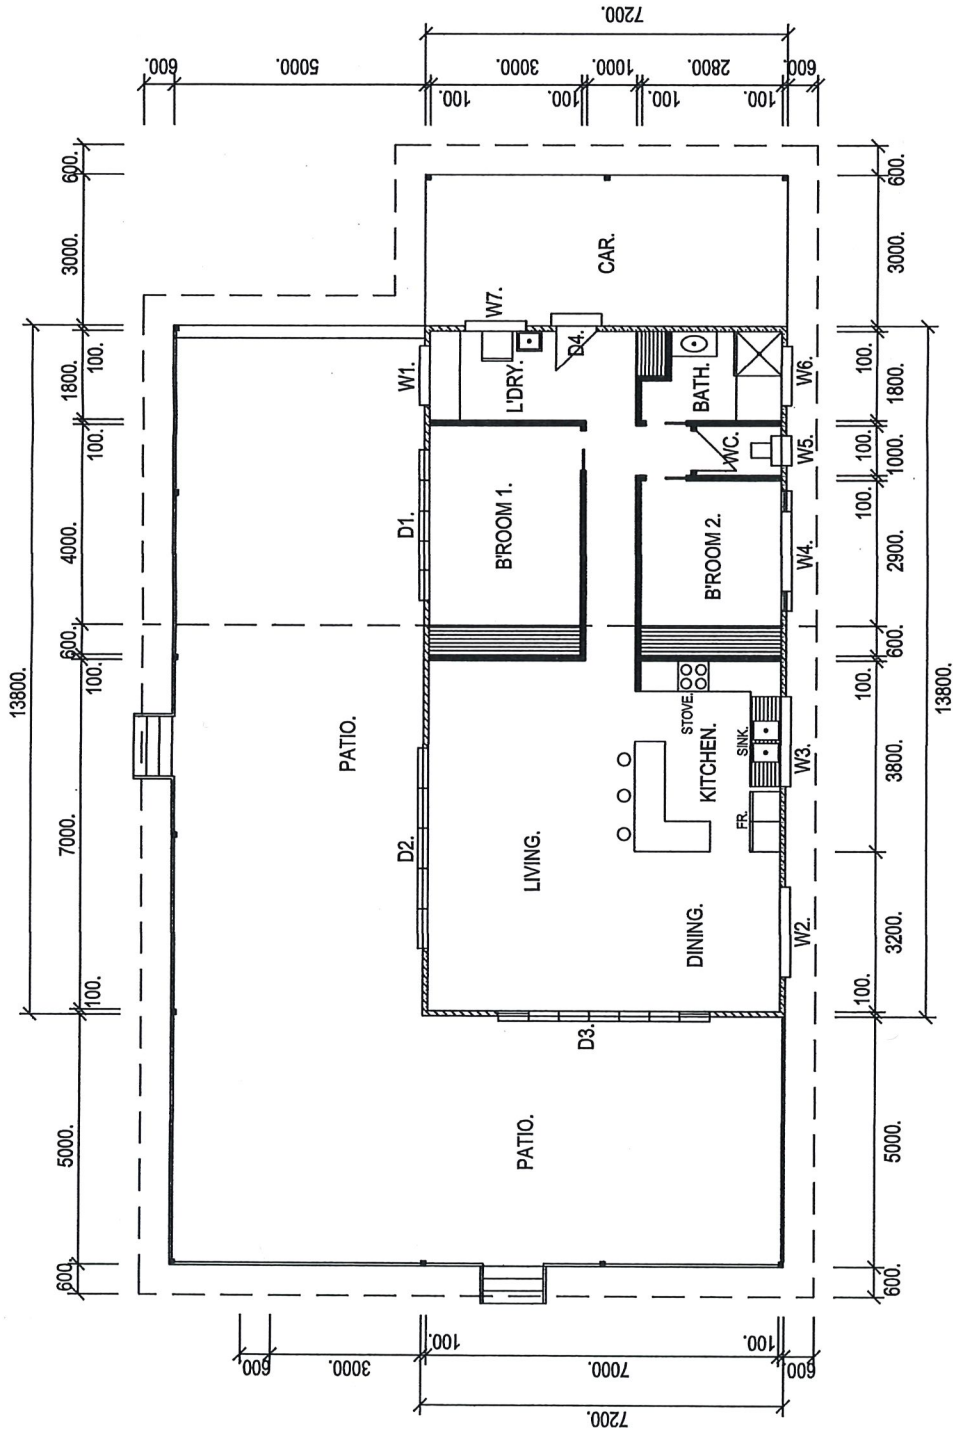 13800.
600.
5000.
100.
7000.
100.
600.
4000.
100.
1800.
100.
3000.
600.
600.
5000.
100.
3000.
100.
1000.
100.
2800.
100.
600.
7200.
PATIO.
PATIO.
D2.
D1.
W1.
W7.
L'DRY.
D4.
CAR.
B'ROOM 1.
LIVING.
D3.
DINING.
KITCHEN.
STOVE.
SINK.
FR.
B'ROOM 2.
WC.
BATH.
W2.
W3.
W4.
W5.
W6.
600.
3000.
100.
7000.
100.
600.
7200.
600.
5000.
100.
3200.
3800.
100.
600.
2900.
100.
1000.
100.
1800.
100.
3000.
600.
13800.